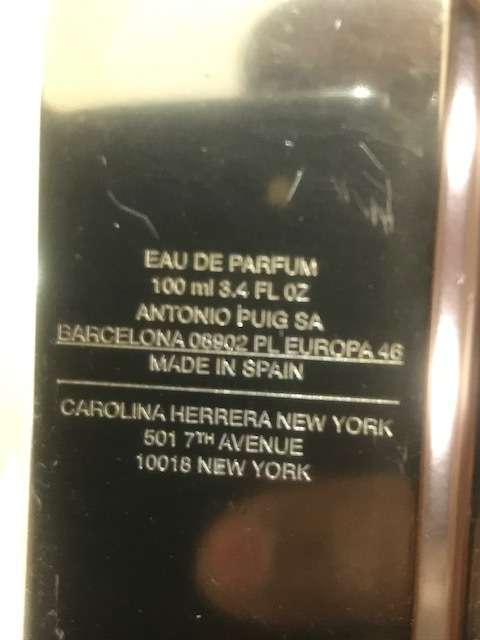 EAU DE PARFUM
100 ml 3.4 FL OZ
ANTONIO PUIG SA
BARCELONA 08902 PL EUROPA 46
MADE IN SPAIN
CAROLINA HERRERA NEW YORK
501 7TH AVENUE
10018 NEW YORK